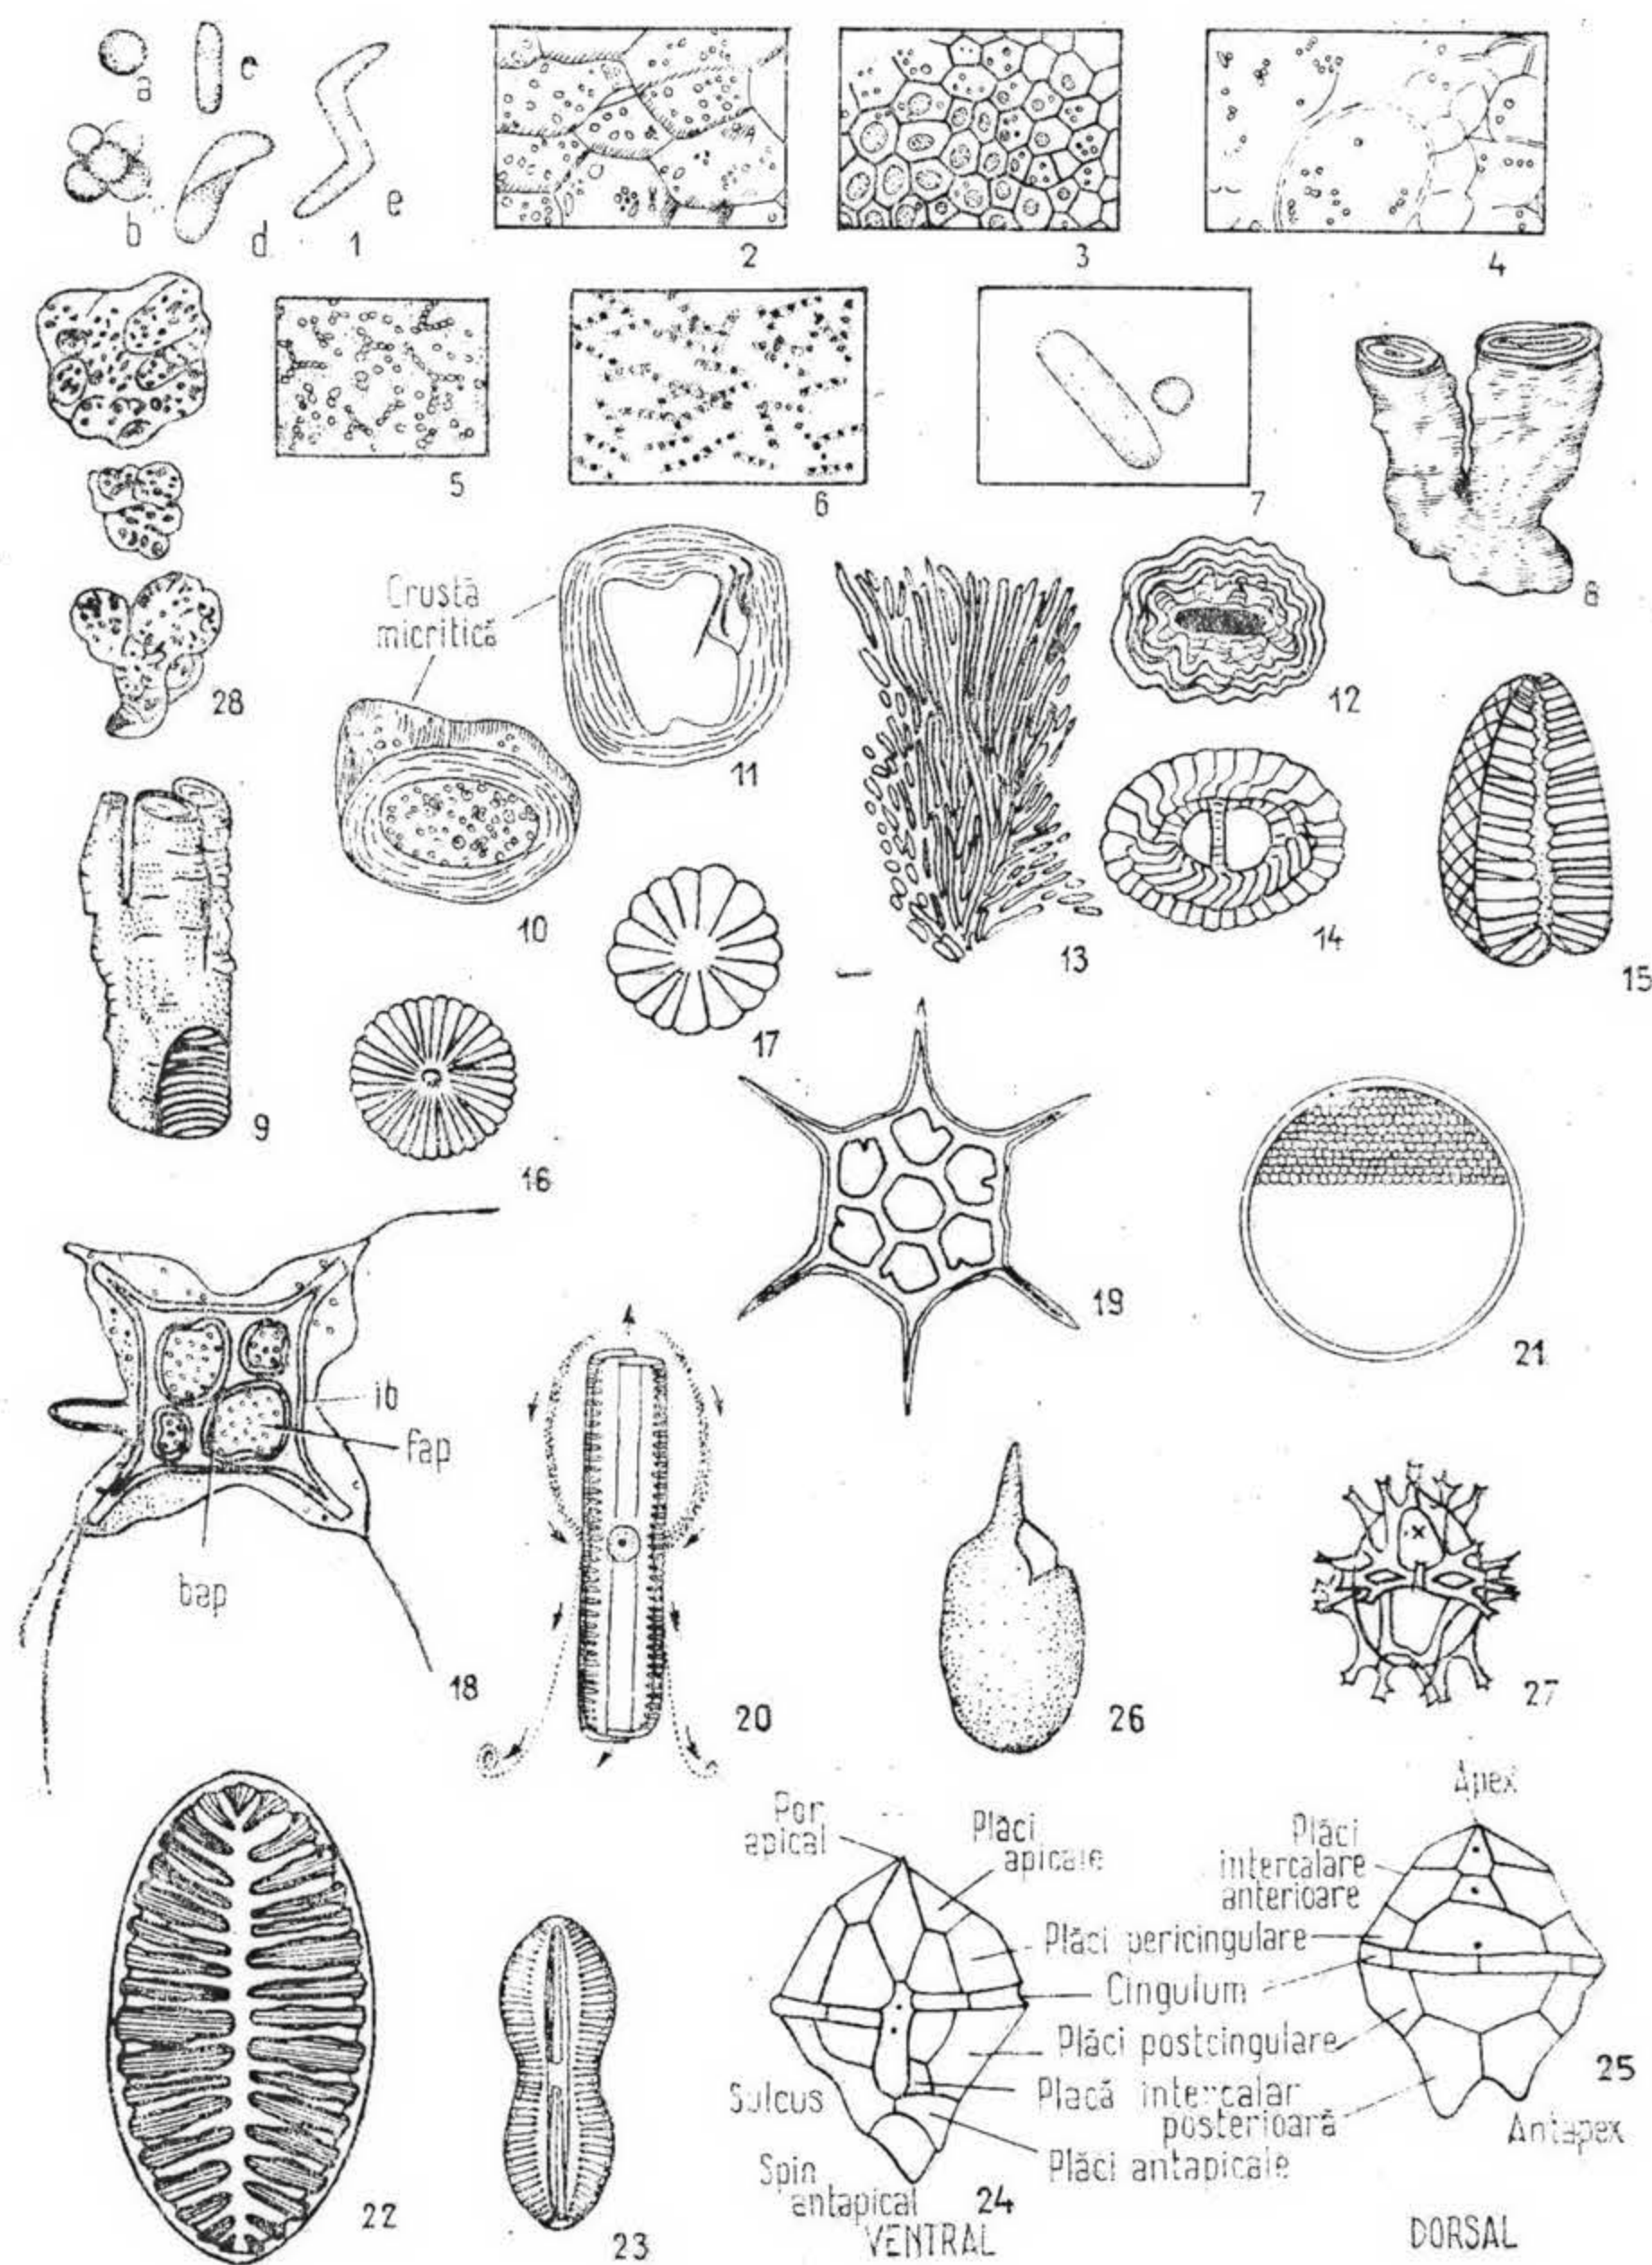 a
c
b
d
e
1
2
3
4
5
6
7
8
28
Crustă
micritică
11
12
10
13
14
15
9
17
16
19
21
ib
fap
bap
18
20
26
27
22
23
Por
apical
Plăci
apicale
Plăci pericingulare
Cingulum
Plăci postcingulare
Placă intercalar
posterioară
Plăci antapicale
Sulcus
Spin
antapical
24
VENTRAL
Apex
Plăci
intercalare
anterioare
25
Antapex
DORSAL